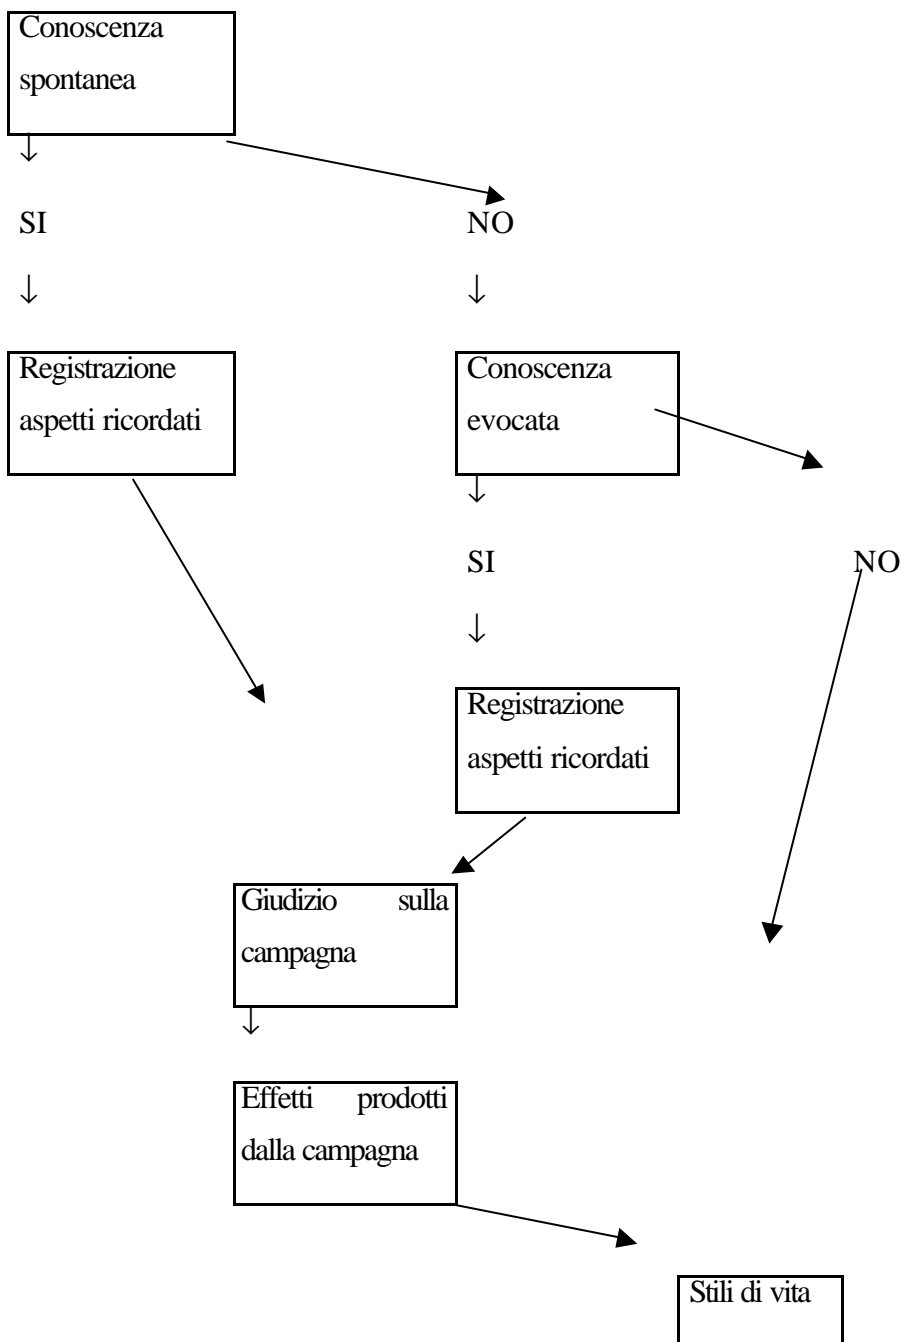 Conoscenza
spontanea
↓
SI
NO
↓
↓
Registrazione
aspetti ricordati
Conoscenza
evocata
↓
SI
NO
↓
Registrazione
aspetti ricordati
Giudizio sulla
campagna
↓
Effetti prodotti
dalla campagna
Stili di vita